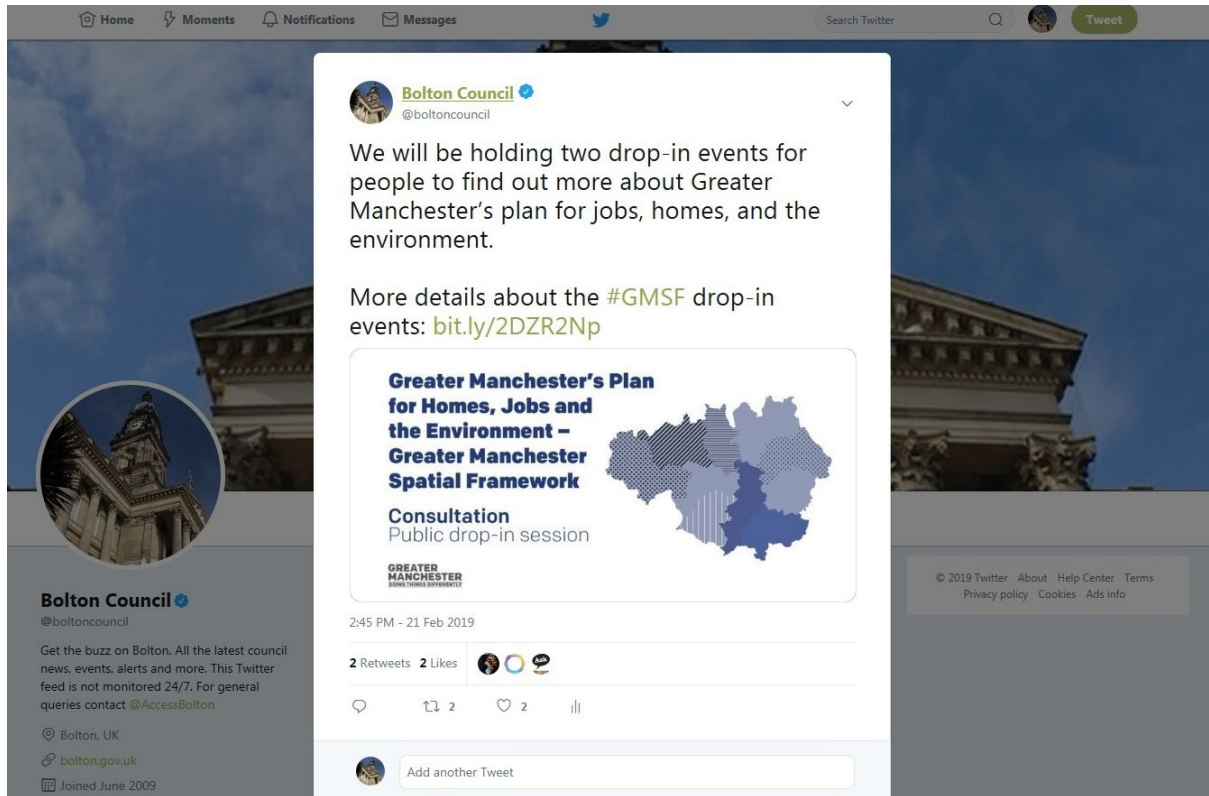 Home Moments Notifications Messages Search Twitter Tweet
Bolton Council
@boltoncouncil
We will be holding two drop-in events for
people to find out more about Greater
Manchester's plan for jobs, homes, and the
environment.
More details about the #GMSF drop-in
events: bit.ly/2DZR2Np
Greater Manchester's Plan
for Homes, Jobs and
the Environment –
Greater Manchester
Spatial Framework
Consultation
Public drop-in session
GREATER
MANCHESTER
DOING THINGS DIFFERENTLY
2:45 PM - 21 Feb 2019
2 Retweets 2 Likes
Ask
2 2
Add another Tweet
Bolton Council
@boltoncouncil
Get the buzz on Bolton. All the latest council
news, events, alerts and more. This Twitter
feed is not monitored 24/7. For general
queries contact @AccessBolton
Bolton, UK
bolton.gov.uk
Joined June 2009
© 2019 Twitter About Help Center Terms
Privacy policy Cookies Ads info